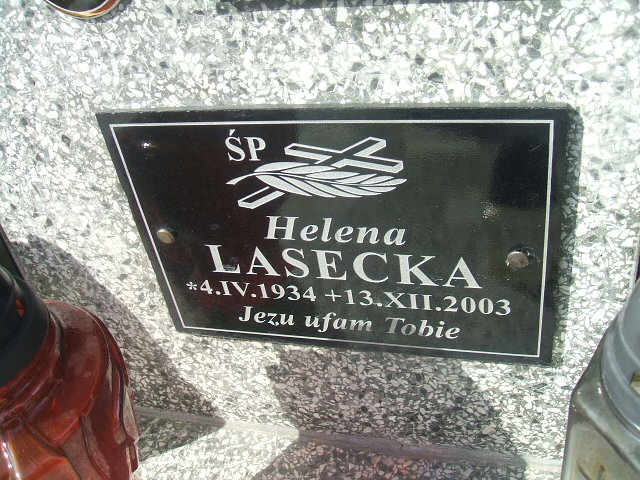 ŚP
Helena
LASECKA
*4.IV.1934 +13.XII.2003
Jezu ufam Tobie